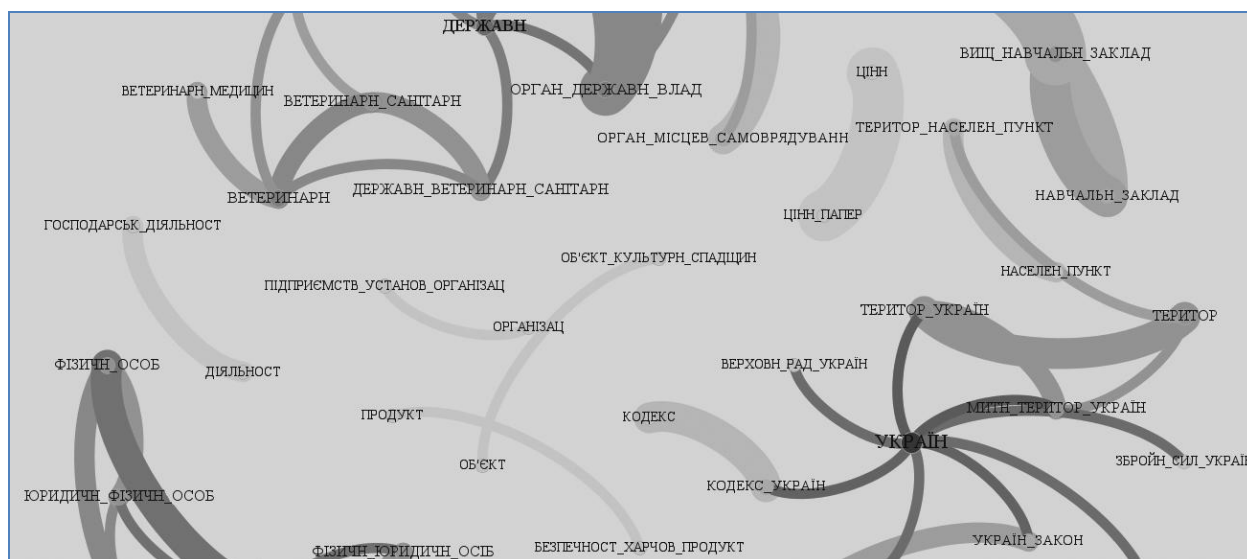 ДЕРЖАВН
ВИЩ_НАВЧАЛЬН_ЗАКЛАД
ЦІНН
ВЕТЕРИНАРН_МЕДИЦИН
ОРГАН_ДЕРЖАВН_ВЛАД
ВЕТЕРИНАРН_САНІТАРН
ТЕРИТОР_НАСЕЛЕН_ПУНКТ
ОРГАН_МІСЦЕВ_САМОВРЯДУВАНН
ДЕРЖАВН_ВЕТЕРИНАРН_САНІТАРН
НАВЧАЛЬН_ЗАКЛАД
ВЕТЕРИНАРН
ЦІНН_ПАПЕР
ГОСПОДАРСЬК_ДІЯЛЬНОСТ
ОБ'ЄКТ_КУЛЬТУРН_СПАДЩИН
НАСЕЛЕН_ПУНКТ
ПІДПРИЄМСТВ_УСТАНОВ_ОРГАНІЗАЦ
ТЕРИТОР_УКРАЇН
ТЕРИТОР
ОРГАНІЗАЦ
ФІЗИЧН_ОСОБ
ВЕРХОВН_РАД_УКРАЇН
ДІЯЛЬНОСТ
МИТН_ТЕРИТОР_УКРАЇН
ПРОДУКТ
КОДЕКС
УКРАЇН
ЗБРОЙН_СИЛ_УКРАЇН
ОБ'ЄКТ
КОДЕКС_УКРАЇН
ЮРИДИЧН_ФІЗИЧН_ОСОБ
УКРАЇН_ЗАКОН
БЕЗПЕЧНОСТ_ХАРЧОВ_ПРОДУКТ
ФІЗИЧН_ЮРИДИЧН_ОСІБ